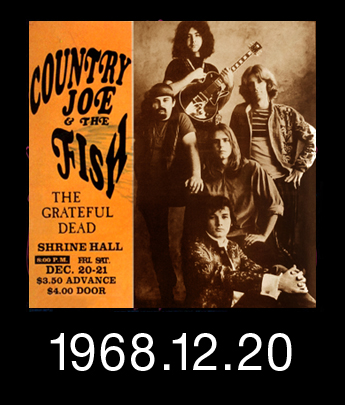 COUNTRY
JOE
& THE
FISH
THE
GRATEFUL
DEAD
SHRINE HALL
8:00 P.M. FRI. SAT.
DEC. 20-21
$3.50 ADVANCE
$4.00 DOOR
1968.12.20